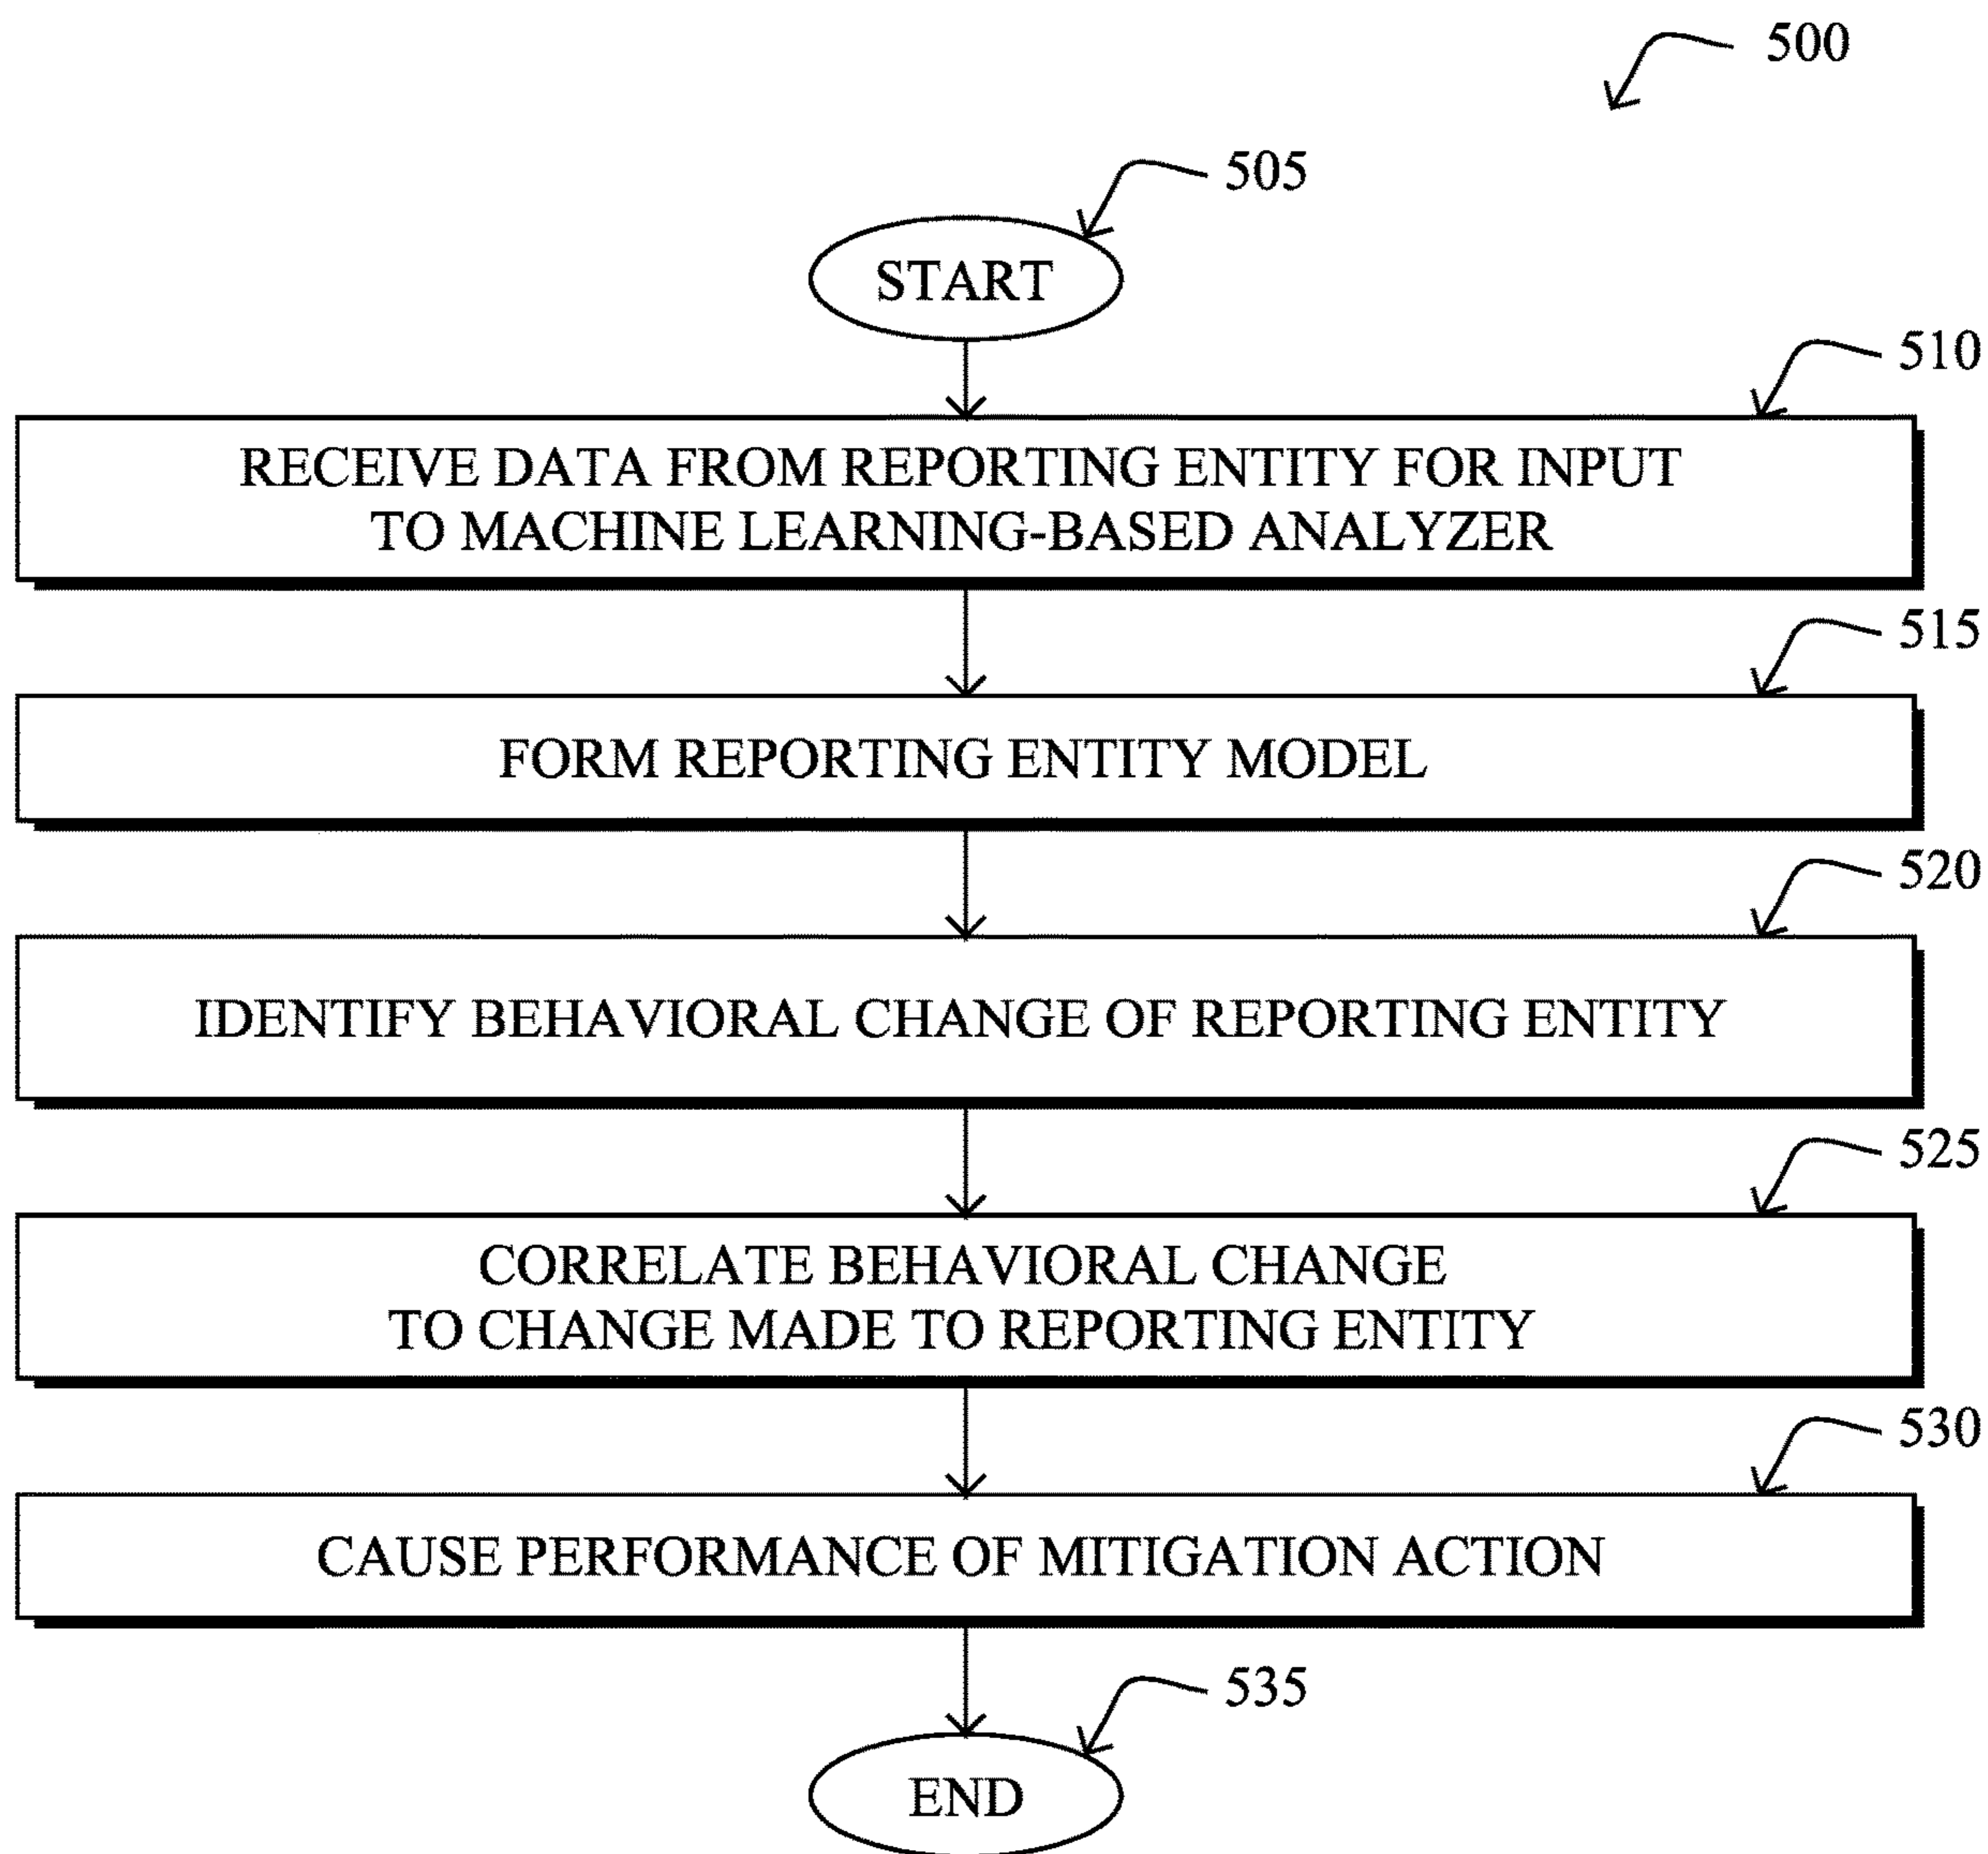 500
505
START
510
RECEIVE DATA FROM REPORTING ENTITY FOR INPUT
TO MACHINE LEARNING-BASED ANALYZER
515
FORM REPORTING ENTITY MODEL
520
IDENTIFY BEHAVIORAL CHANGE OF REPORTING ENTITY
525
CORRELATE BEHAVIORAL CHANGE
TO CHANGE MADE TO REPORTING ENTITY
530
CAUSE PERFORMANCE OF MITIGATION ACTION
535
END